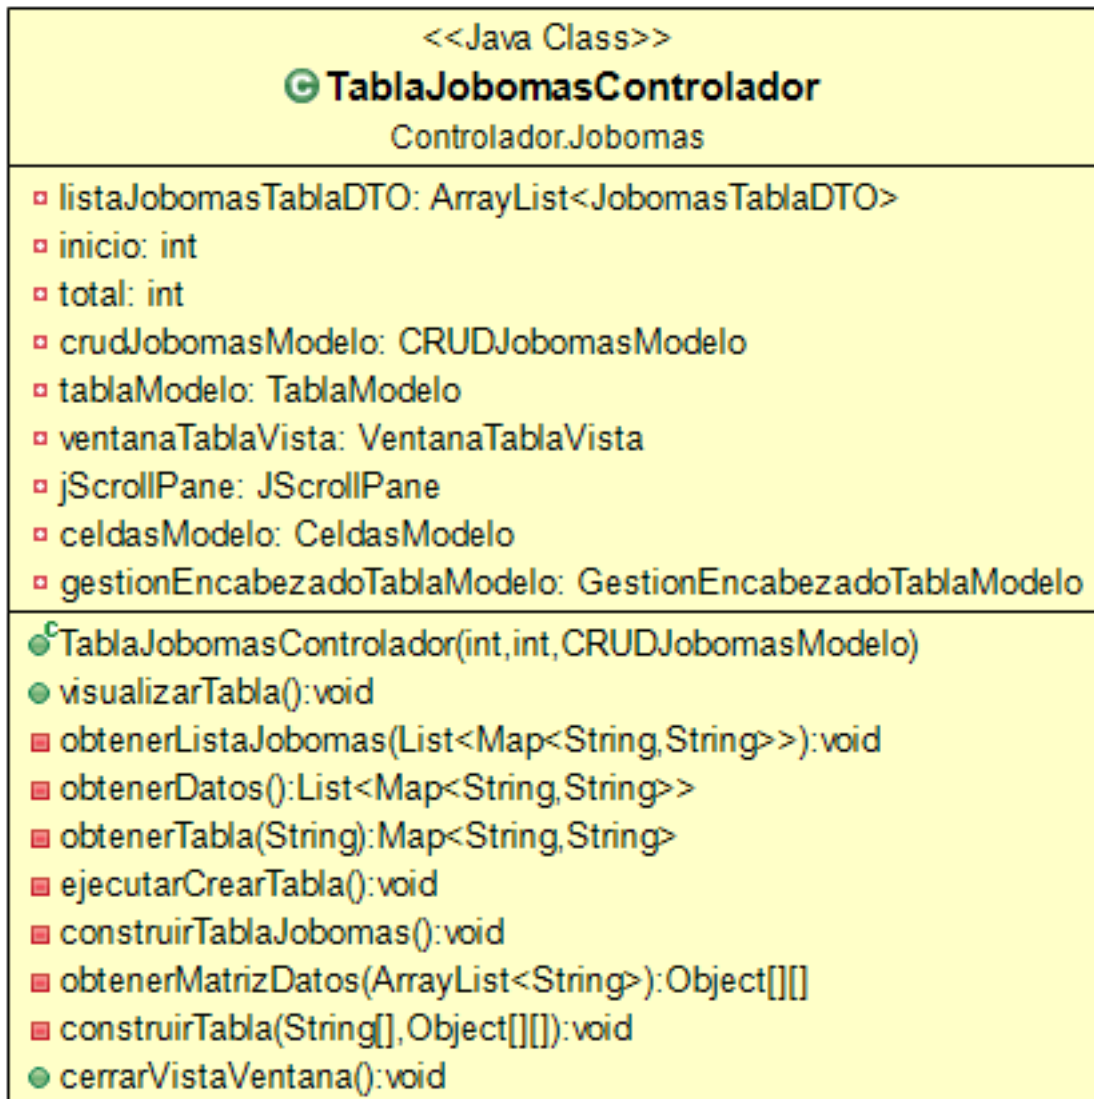 <<Java Class>>
C TablaJobomasControlador
Controlador.Jobomas
listaJobomasTablaDTO: ArrayList<JobomasTablaDTO>
inicio: int
total: int
crudJobomasModelo: CRUDJobomasModelo
tablaModelo: TablaModelo
ventanaTablaVista: VentanaTablaVista
jScrollPane: JScrollPane
celdasModelo: CeldasModelo
gestionEncabezadoTablaModelo: GestionEncabezadoTablaModelo
C TablaJobomasControlador(int,int,CRUDJobomasModelo)
visualizarTabla():void
obtenerListaJobomas(List<Map<String,String>>):void
obtenerDatos():List<Map<String,String>>
obtenerTabla(String):Map<String,String>
ejecutarCrearTabla():void
construirTablaJobomas():void
obtenerMatrizDatos(ArrayList<String>):Object[][]
construirTabla(String[],Object[][]):void
cerrarVistaVentana():void